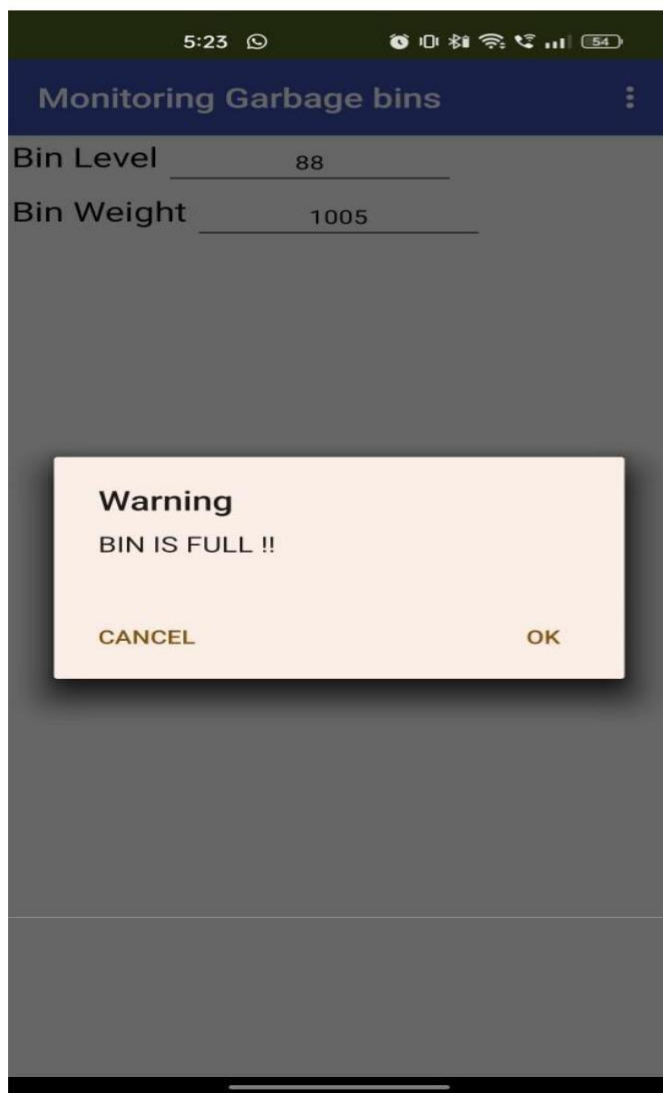 5:23 54
Monitoring Garbage bins
Bin Level 88
Bin Weight 1005
Warning
BIN IS FULL !!
CANCEL OK